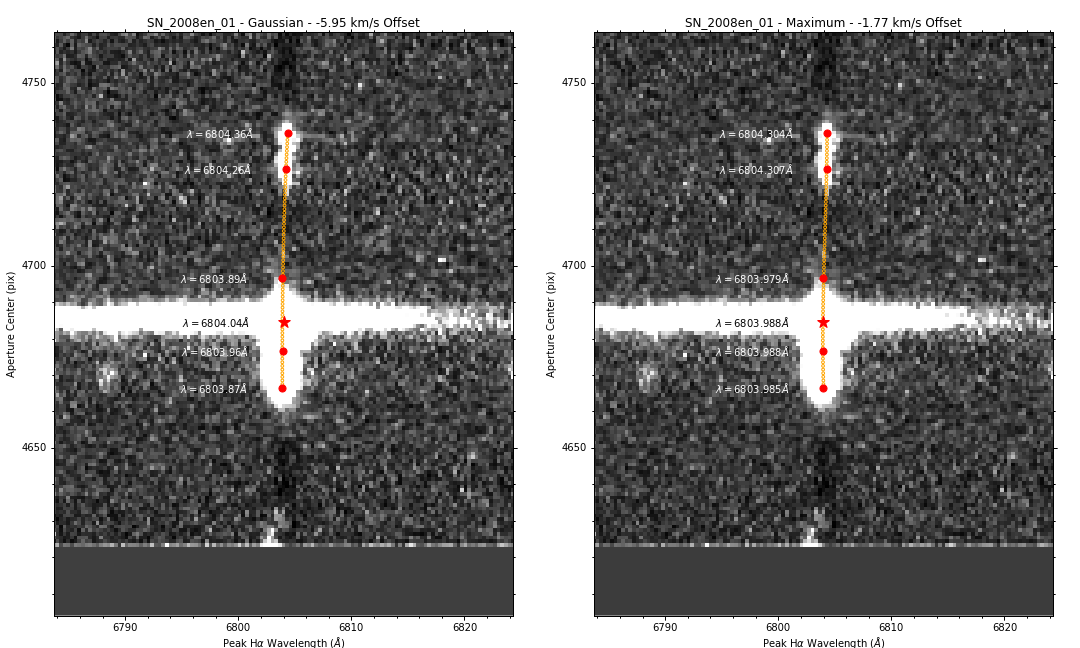 SN_2008en_01 - Gaussian - -5.95 km/s Offset
4750
4700
4650
Aperture Center (pix)
λ = 6804.36Å
λ = 6804.26Å
λ = 6803.89Å
λ = 6804.04Å
λ = 6803.96Å
λ = 6803.87Å
6790 6800 6810 6820
Peak Hα Wavelength (Å)
SN_2008en_01 - Maximum - -1.77 km/s Offset
4750
4700
4650
Aperture Center (pix)
λ = 6804.304Å
λ = 6804.307Å
λ = 6803.979Å
λ = 6803.988Å
λ = 6803.988Å
λ = 6803.985Å
6790 6800 6810 6820
Peak Hα Wavelength (Å)